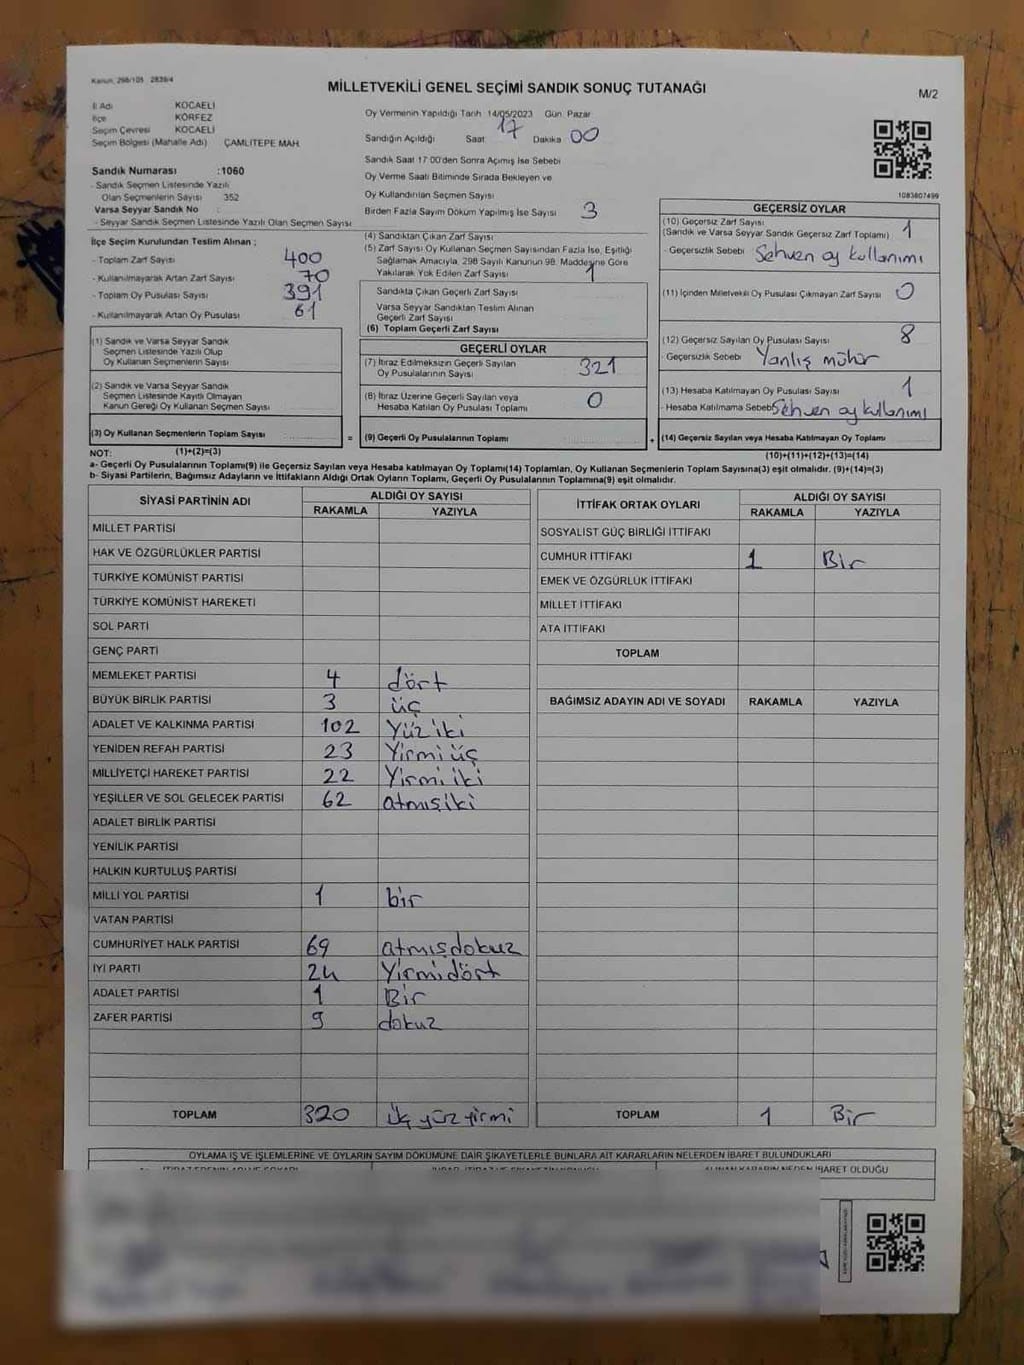 Kanun: 298/105 2839/4
MİLLETVEKİLİ GENEL SEÇİMİ SANDIK SONUÇ TUTANAĞI
M/2
İl Adı KOCAELİ
İlçe KÖRFEZ
Seçim Çevresi KOCAELİ
Seçim Bölgesi (Mahalle Adı) ÇAMLITEPE MAH.
Sandık Numarası :1060
- Sandık Seçmen Listesinde Yazılı
Olan Seçmenlerin Sayısı 352
Varsa Seyyar Sandık No :
- Seyyar Sandık Seçmen Listesinde Yazılı Olan Seçmen Sayısı
Oy Vermenin Yapıldığı Tarih 14/05/2023 Gün Pazar
Sandığın Açıldığı Saat 17 Dakika 00
Sandık Saat 17:00'den Sonra Açımış İse Sebebi
Oy Verme Saati Bitiminde Sırada Bekleyen ve
Oy Kullandırılan Seçmen Sayısı
Birden Fazla Sayım Döküm Yapılmış İse Sayısı 3
1083807499
İlçe Seçim Kurulundan Teslim Alınan ;
- Toplam Zarf Sayısı 400
- Kullanılmayarak Artan Zarf Sayısı 70
- Toplam Oy Pusulası Sayısı 391
- Kullanılmayarak Artan Oy Pusulası 61
(1) Sandık ve Varsa Seyyar Sandık
Seçmen Listesinde Yazılı Olup
Oy Kullanan Seçmenlerin Sayısı
(2) Sandık ve Varsa Seyyar Sandık
Seçmen Listesinde Kayıtlı Olmayan
Kanun Gereği Oy Kullanan Seçmen Sayısı
(3) Oy Kullanan Seçmenlerin Toplam Sayısı
(4) Sandıktan Çıkan Zarf Sayısı
(5) Zarf Sayısı Oy Kullanan Seçmen Sayısından Fazla İse, Eşitliği
Sağlamak Amacıyla, 298 Sayılı Kanunun 98. Maddesine Göre
Yakılarak Yok Edilen Zarf Sayısı 1
Sandıkta Çıkan Geçerli Zarf Sayısı
Varsa Seyyar Sandıktan Teslim Alınan
Geçerli Zarf Sayısı
(6) Toplam Geçerli Zarf Sayısı
GEÇERLİ OYLAR
(7) İtiraz Edilmeksizin Geçerli Sayılan
Oy Pusulalarının Sayısı 321
(8) İtiraz Üzerine Geçerli Sayılan veya
Hesaba Katılan Oy Pusulaları Toplamı 0
= (9) Geçerli Oy Pusulalarının Toplamı +
GEÇERSİZ OYLAR
(10) Geçersiz Zarf Sayısı
(Sandık ve Varsa Seyyar Sandık Geçersiz Zarf Toplamı) 1
- Geçersizlik Sebebi Sehven oy kullanımı
(11) İçinden Milletvekili Oy Pusulası Çıkmayan Zarf Sayısı 0
(12) Geçersiz Sayılan Oy Pusulası Sayısı 8
- Geçersizlik Sebebi Yanlış mühür
(13) Hesaba Katılmayan Oy Pusulası Sayısı 1
- Hesaba Katılmama Sebebi Sehven oy kullanımı
(14) Geçersiz Sayılan veya Hesaba Katılmayan Oy Toplamı
NOT: (1)+(2)=(3) (10)+(11)+(12)+(13)=(14)
a- Geçerli Oy Pusulalarının Toplamı(9) ile Geçersiz Sayılan veya Hesaba katılmayan Oy Toplamı(14) Toplamları, Oy Kullanan Seçmenlerin Toplam Sayısına(3) eşit olmalıdır. (9)+(14)=(3)
b- Siyasi Partilerin, Bağımsız Adayların ve İttifakların Aldığı Ortak Oyların Toplamı, Geçerli Oy Pusulalarının Toplamına(9) eşit olmalıdır.
SİYASİ PARTİNİN ADI ALDIĞI OY SAYISI
RAKAMLA YAZIYLA
MİLLET PARTİSİ
HAK VE ÖZGÜRLÜKLER PARTİSİ
TÜRKİYE KOMÜNİST PARTİSİ
TÜRKİYE KOMÜNİST HAREKETİ
SOL PARTİ
GENÇ PARTİ
MEMLEKET PARTİSİ 4 dört
BÜYÜK BİRLİK PARTİSİ 3 üç
ADALET VE KALKINMA PARTİSİ 102 Yüz iki
YENİDEN REFAH PARTİSİ 23 Yirmi üç
MİLLİYETÇİ HAREKET PARTİSİ 22 Yirmi iki
YEŞİLLER VE SOL GELECEK PARTİSİ 62 atmışiki
ADALET BİRLİK PARTİSİ
YENİLİK PARTİSİ
HALKIN KURTULUŞ PARTİSİ
MİLLİ YOL PARTİSİ 1 bir
VATAN PARTİSİ
CUMHURİYET HALK PARTİSİ 69 atmışdokuz
İYİ PARTİ 24 Yirmidört
ADALET PARTİSİ 1 Bir
ZAFER PARTİSİ 9 dokuz
TOPLAM 320 Üç yüz yirmi
İTTİFAK ORTAK OYLARI ALDIĞI OY SAYISI
RAKAMLA YAZIYLA
SOSYALİST GÜÇ BİRLİĞİ İTTİFAKI
CUMHUR İTTİFAKI 1 Bir
EMEK VE ÖZGÜRLÜK İTTİFAKI
MİLLET İTTİFAKI
ATA İTTİFAKI
TOPLAM
BAĞIMSIZ ADAYIN ADI VE SOYADI RAKAMLA YAZIYLA
TOPLAM 1 Bir
OYLAMA İŞ VE İŞLEMLERİNE VE OYLARIN SAYIM DÖKÜMÜNE DAİR ŞİKAYETLERLE BUNLARA AİT KARARLARIN NELERDEN İBARET BULUNDUKLARI
ALINAN KARARIN NEDEN İBARET OLDUĞU